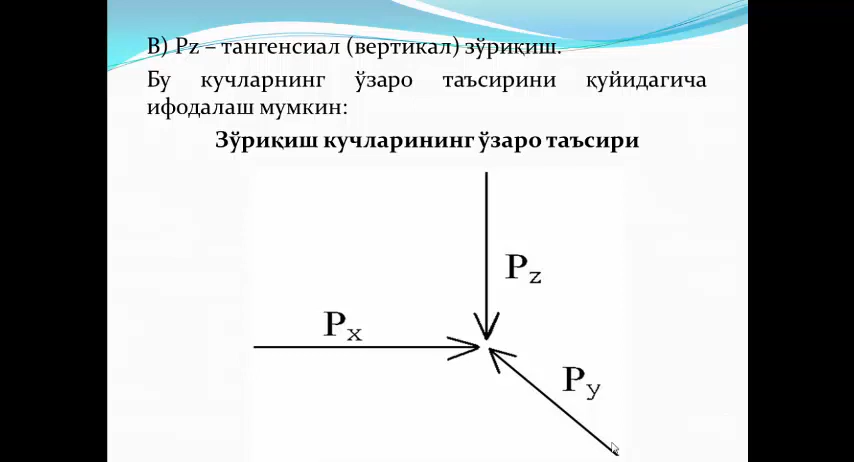 В) Pz – тангенсиал (вертикал) зўриқиш.
Бу кучларнинг ўзаро таъсирини қуйидагича
ифодалаш мумкин:
Зўриқиш кучларининг ўзаро таъсири
Pz
Px
Py